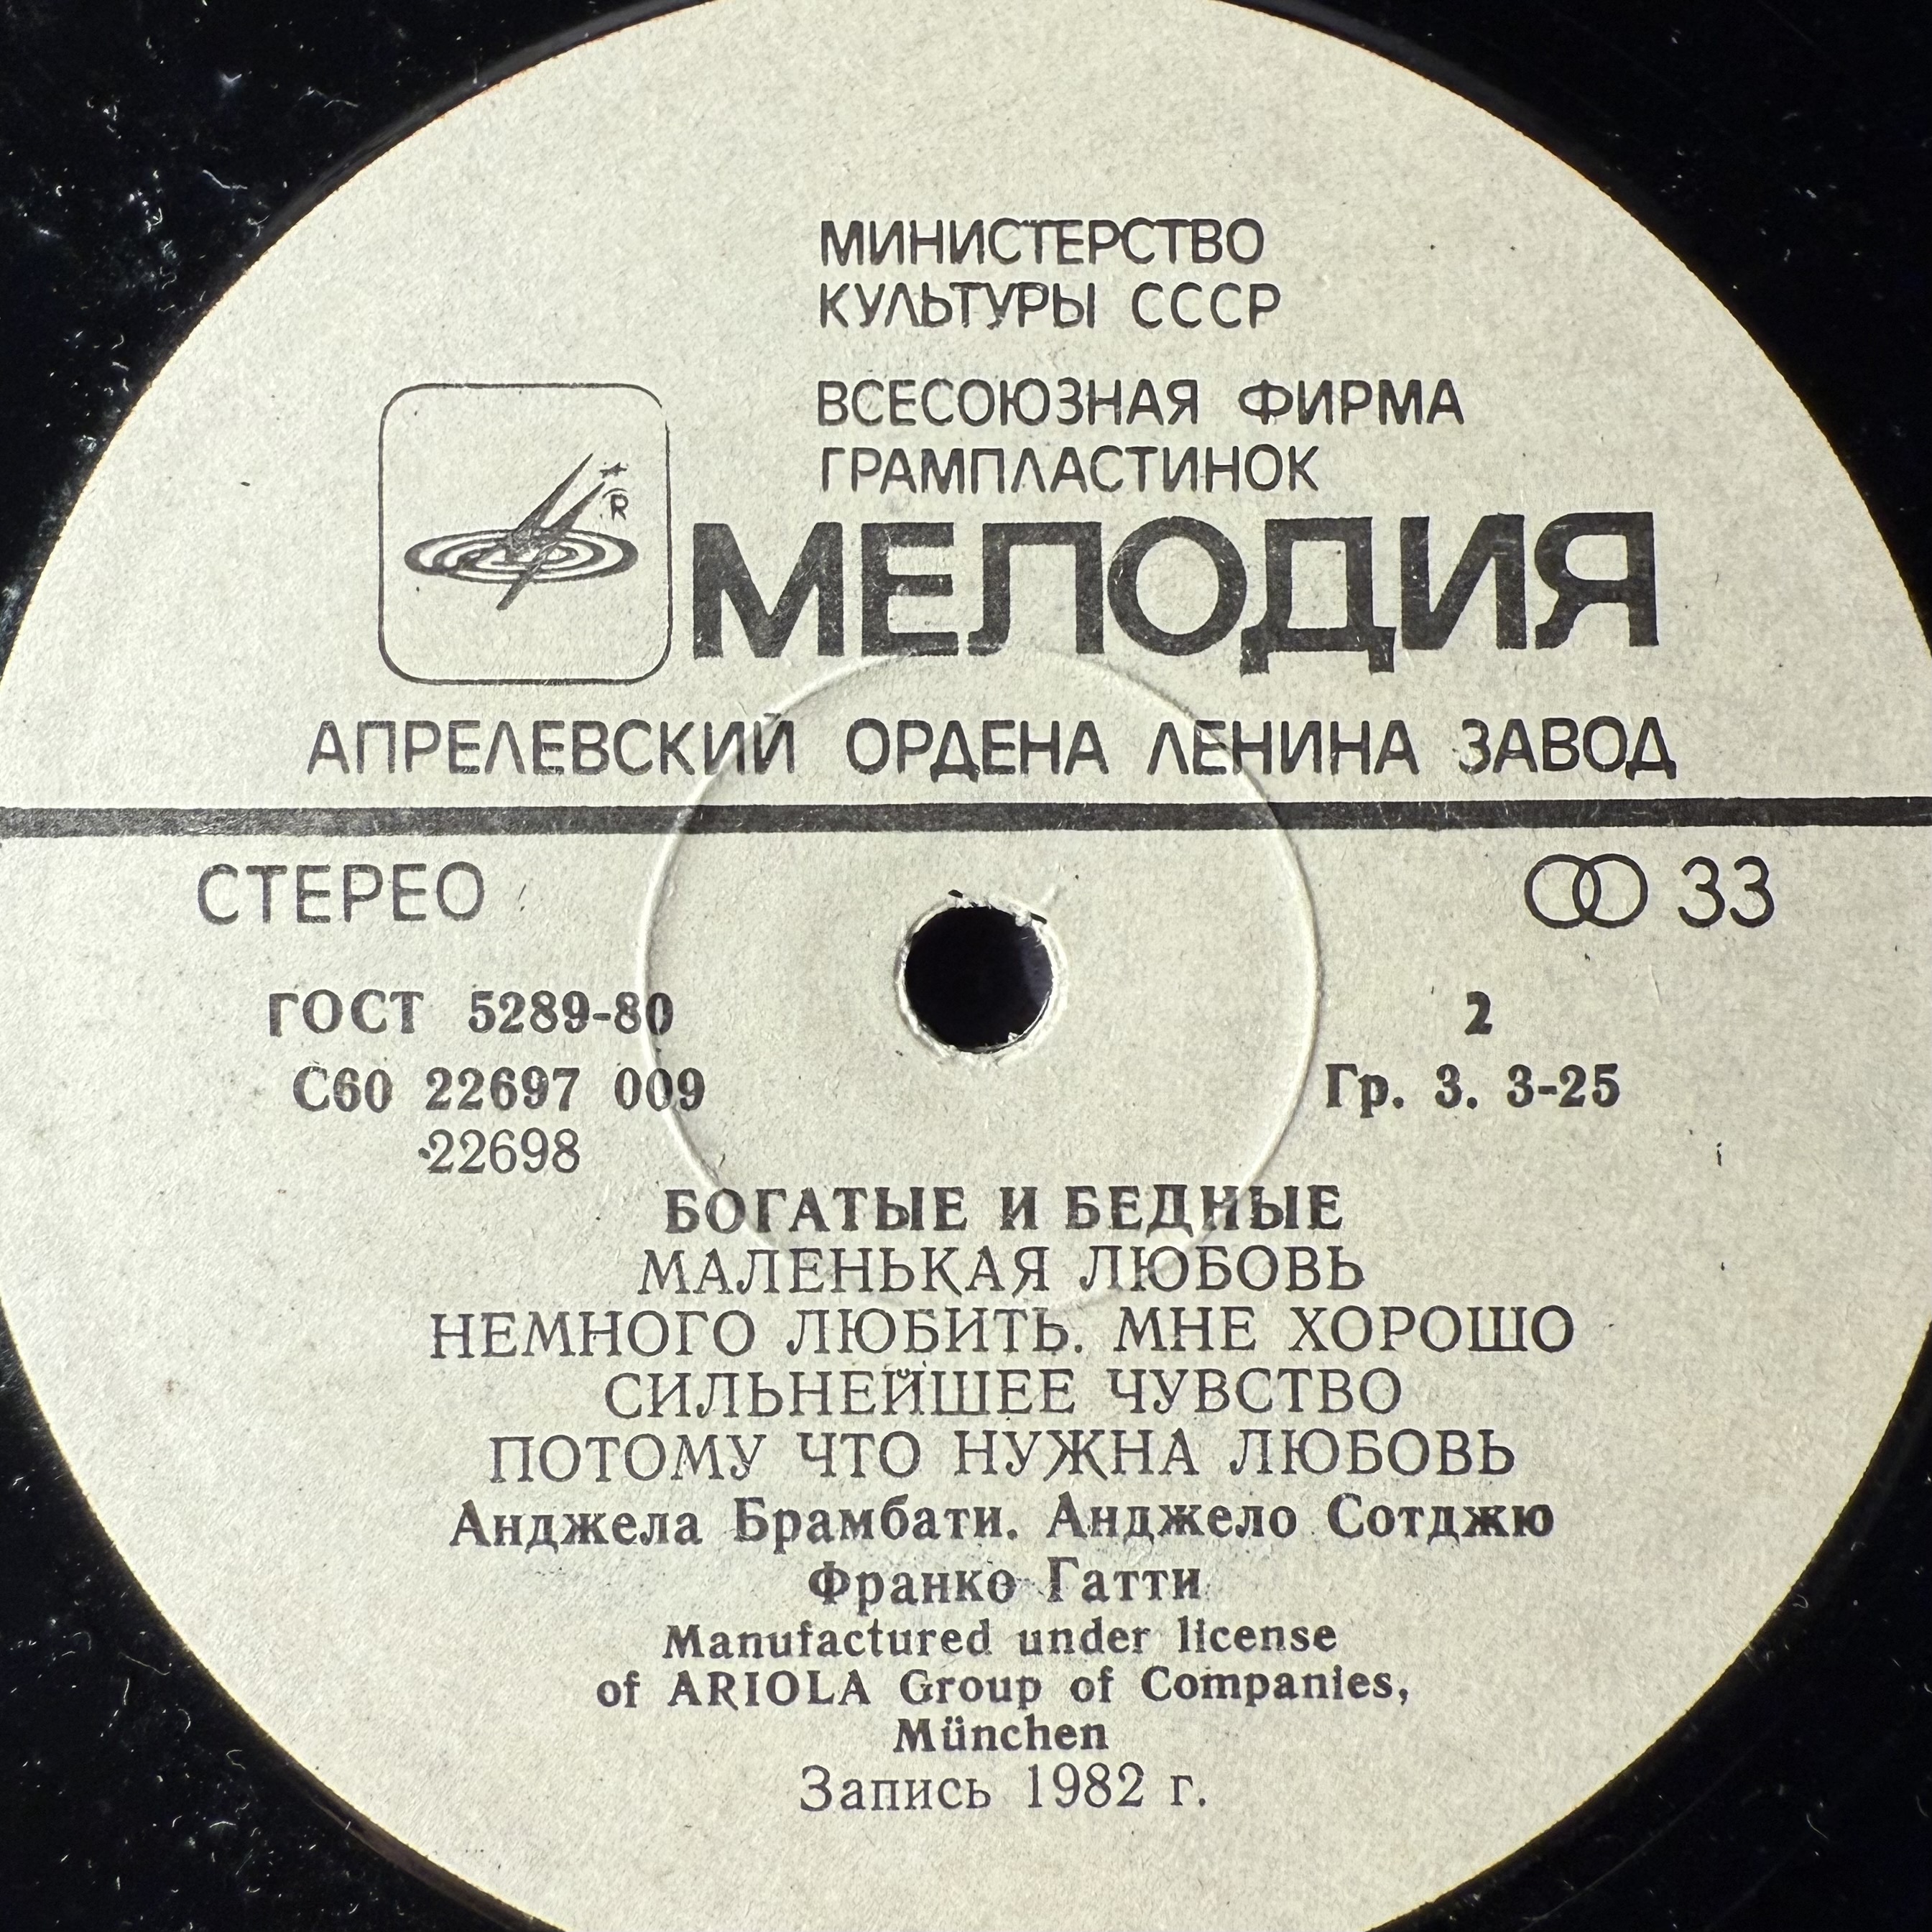 МИНИСТЕРСТВО
КУЛЬТУРЫ СССР
ВСЕСОЮЗНАЯ ФИРМА
ГРАМПЛАСТИНОК
R
МЕЛОДИЯ
АПРЕЛЕВСКИЙ ОРДЕНА ЛЕНИНА ЗАВОД
СТЕРЕО
33
ГОСТ 5289-80
2
С60 22697 009
Гр. 3. 3-25
22698
БОГАТЫЕ И БЕДНЫЕ
МАЛЕНЬКАЯ ЛЮБОВЬ
НЕМНОГО ЛЮБИТЬ. МНЕ ХОРОШО
СИЛЬНЕЙШЕЕ ЧУВСТВО
ПОТОМУ ЧТО НУЖНА ЛЮБОВЬ
Анджела Брамбати. Анджело Сотджю
Франко Гатти
Manufactured under license
of ARIOLA Group of Companies,
München
Запись 1982 г.